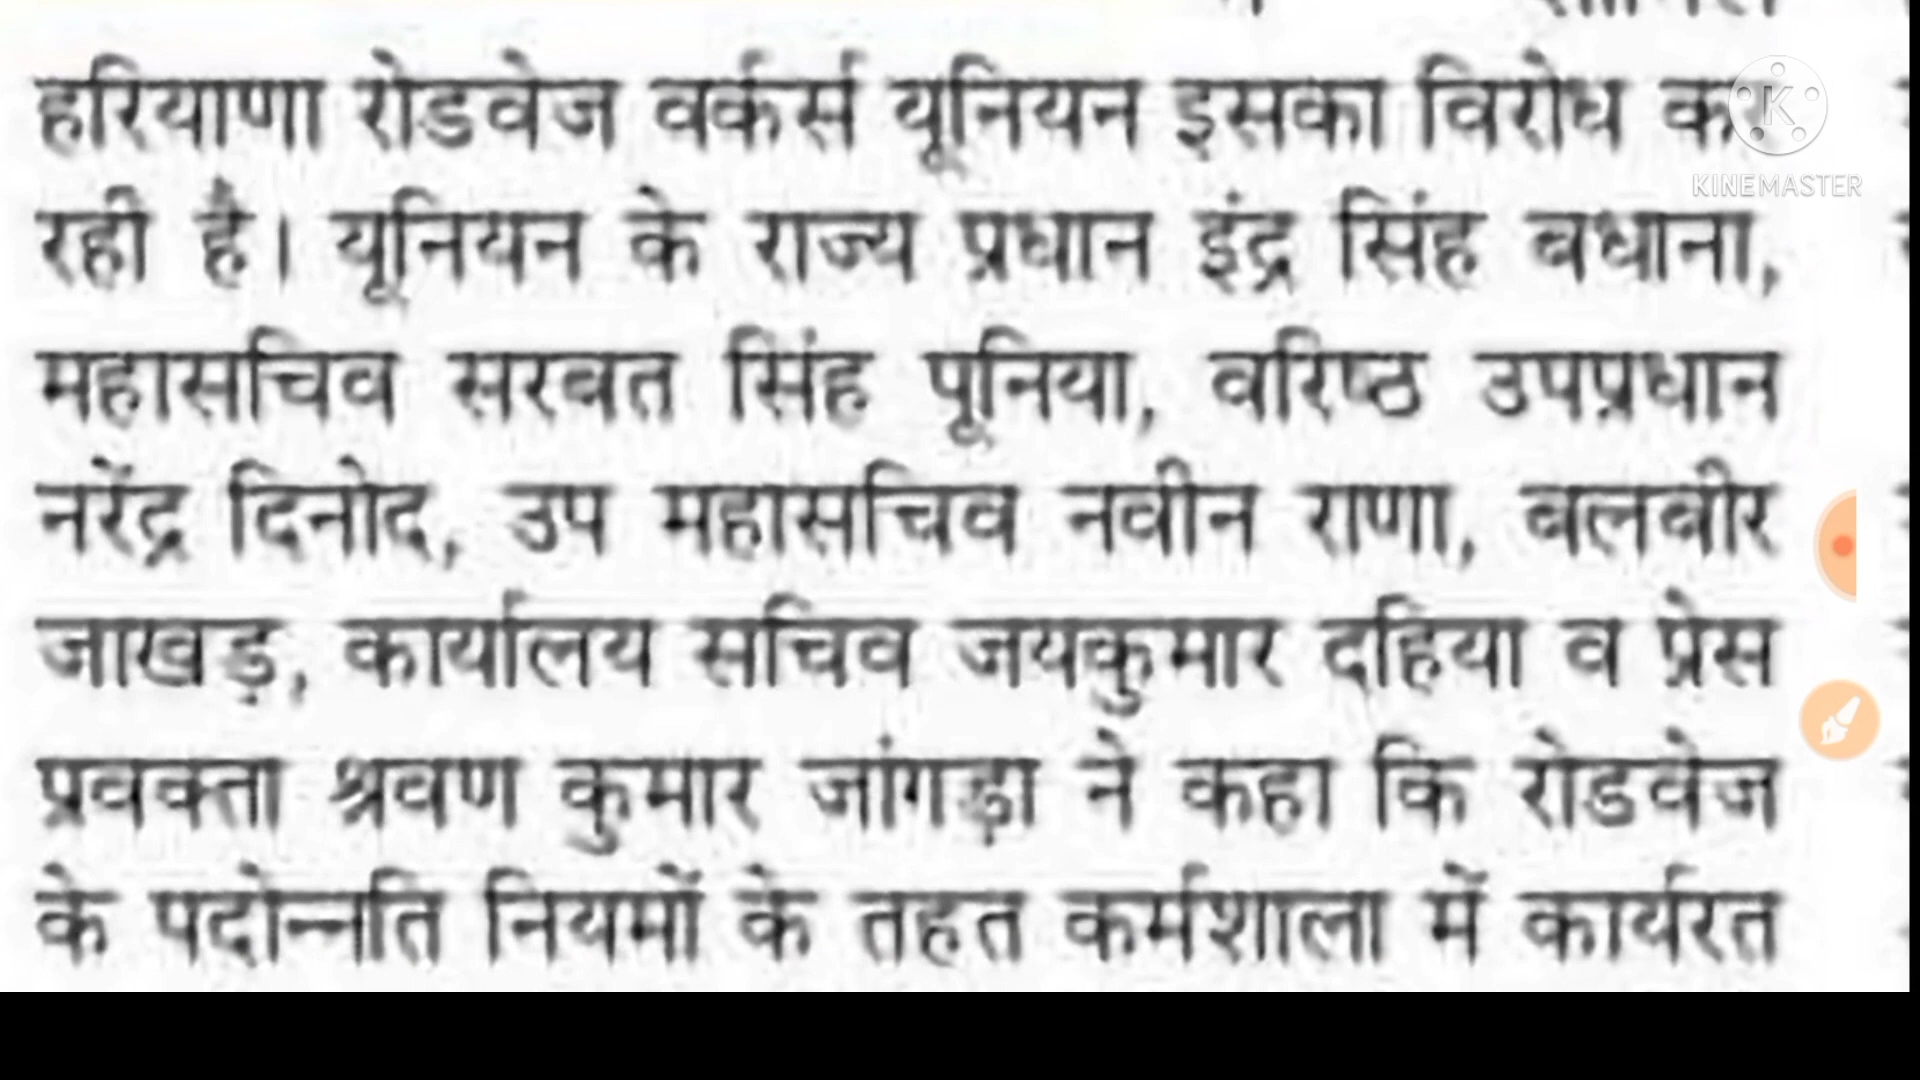 हरियाणा रोडवेज वर्कर्स यूनियन इसका विरोध कर
KINEMASTER
रही है। यूनियन के राज्य प्रधान इंद्र सिंह बधाना,
महासचिव सरबत सिंह पूनिया, वरिष्ठ उपप्रधान
नरेंद्र दिनोद, उप महासचिव नवीन राणा, बलबीर
जाखड़, कार्यालय सचिव जयकुमार दहिया व प्रेस
प्रवक्ता श्रवण कुमार जांगड़ा ने कहा कि रोडवेज
के पदोन्नति नियमों के तहत कर्मशाला में कार्यरत